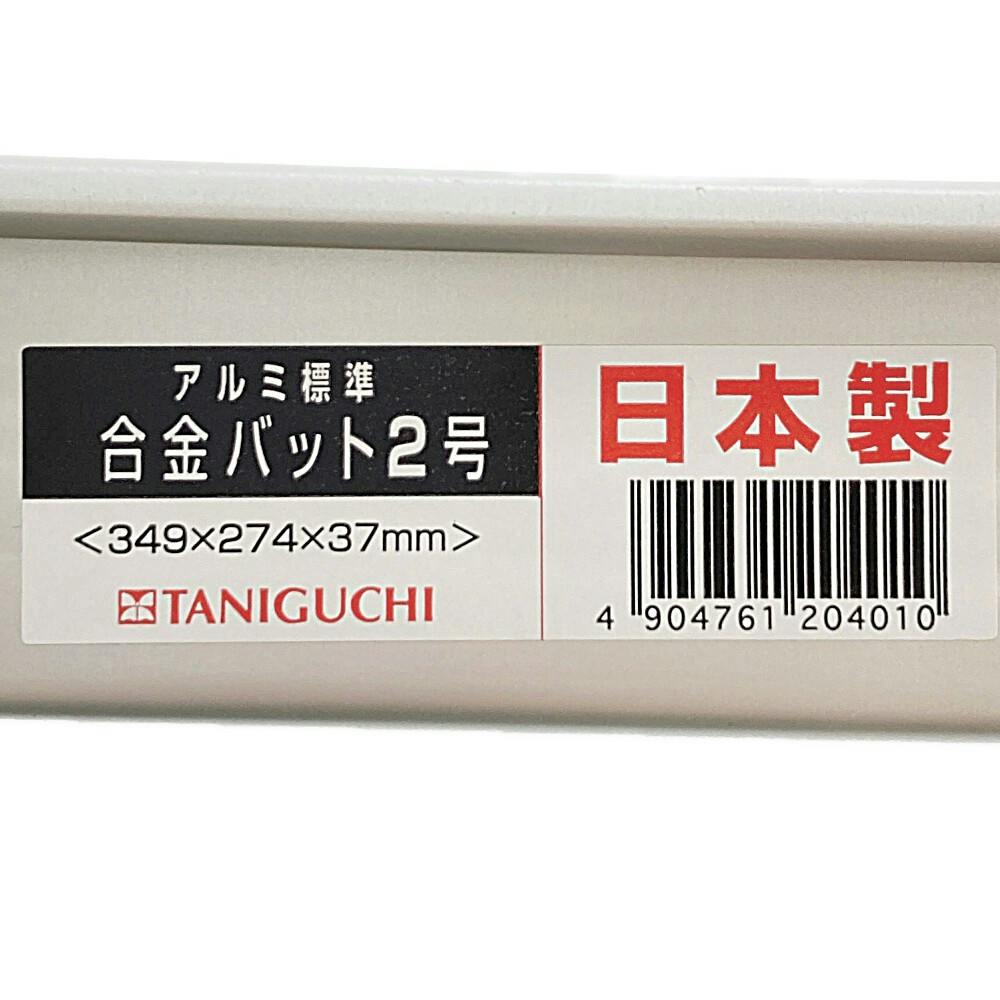 アルミ標準
合金バット2号
<349×274×37mm>
TANIGUCHI
日本製
4 904761 204010